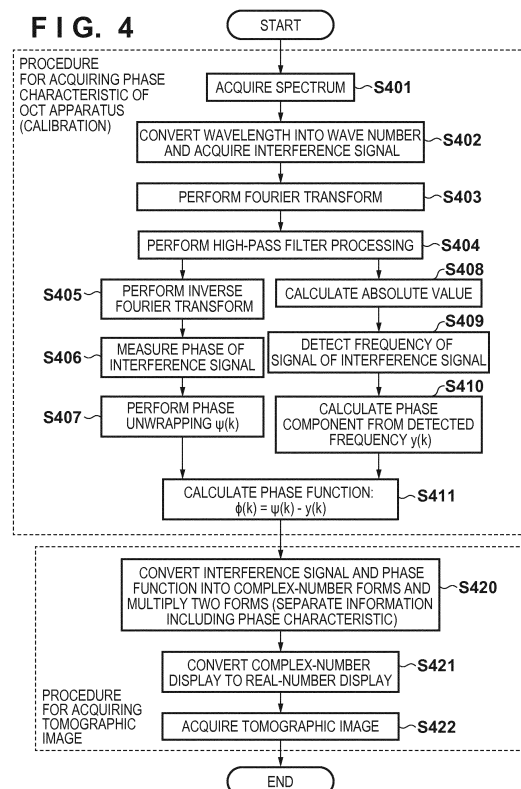 FIG. 4
START
PROCEDURE
FOR ACQUIRING PHASE
CHARACTERISTIC OF
OCT APPARATUS
(CALIBRATION)
ACQUIRE SPECTRUM
S401
CONVERT WAVELENGTH INTO WAVE NUMBER
AND ACQUIRE INTERFERENCE SIGNAL
S402
PERFORM FOURIER TRANSFORM
S403
PERFORM HIGH-PASS FILTER PROCESSING
S404
S405
PERFORM INVERSE
FOURIER TRANSFORM
S406
MEASURE PHASE OF
INTERFERENCE SIGNAL
S407
PERFORM PHASE
UNWRAPPING ψ(k)
S408
CALCULATE ABSOLUTE VALUE
S409
DETECT FREQUENCY OF
SIGNAL OF INTERFERENCE SIGNAL
S410
CALCULATE PHASE
COMPONENT FROM DETECTED
FREQUENCY y(k)
CALCULATE PHASE FUNCTION:
ϕ(k) = ψ(k) - y(k)
S411
CONVERT INTERFERENCE SIGNAL AND PHASE
FUNCTION INTO COMPLEX-NUMBER FORMS AND
MULTIPLY TWO FORMS (SEPARATE INFORMATION
INCLUDING PHASE CHARACTERISTIC)
S420
CONVERT COMPLEX-NUMBER
DISPLAY TO REAL-NUMBER DISPLAY
S421
PROCEDURE
FOR ACQUIRING
TOMOGRAPHIC
IMAGE
ACQUIRE TOMOGRAPHIC IMAGE
S422
END